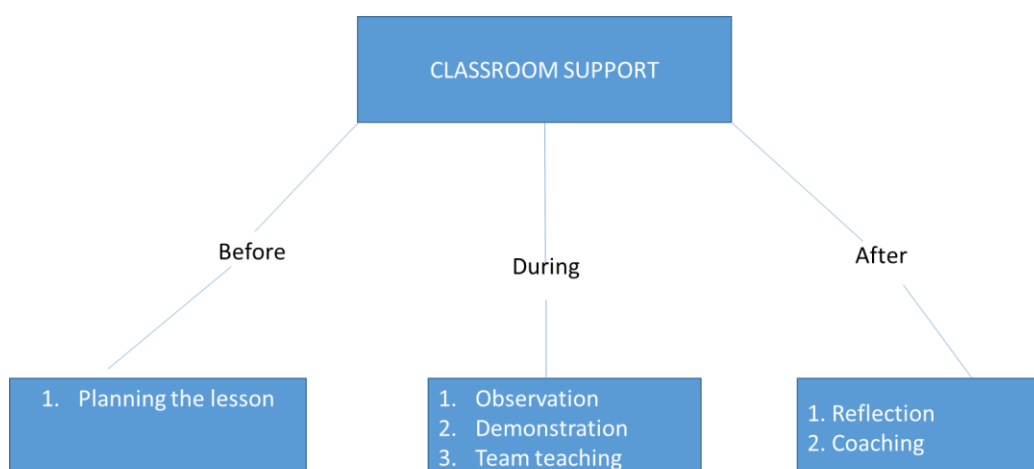 CLASSROOM SUPPORT
Before
During
After
1. Planning the lesson
1. Observation
2. Demonstration
3. Team teaching
1. Reflection
2. Coaching